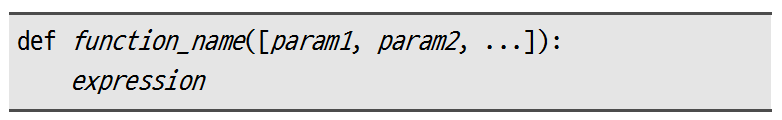 def function_name([param1, param2, ...]):
    expression